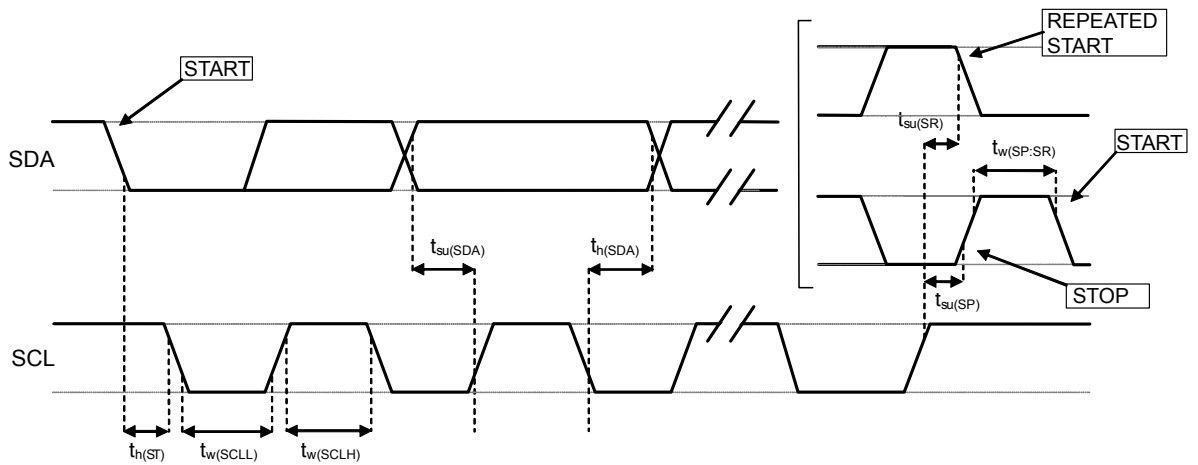 REPEATED
START
START
SDA
tsu(SR)
tw(SP:SR)
START
tsu(SDA)
th(SDA)
tsu(SP)
STOP
SCL
th(ST)
tw(SCLL)
tw(SCLH)